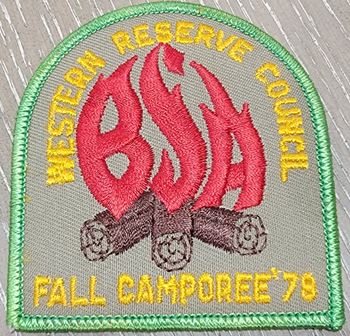 WESTERN RESERVE COUNCIL
BSA
FALL CAMPOREE '78